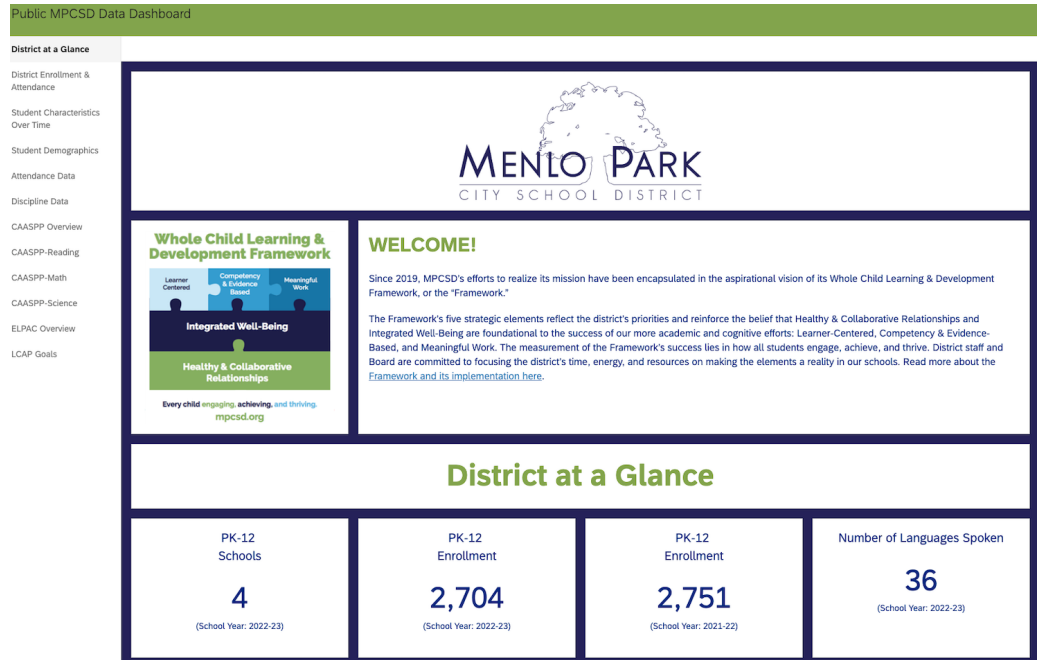 Public MPCSD Data Dashboard
District at a Glance
District Enrollment &
Attendance
Student Characteristics
Over Time
Student Demographics
Attendance Data
Discipline Data
CAASPP Overview
CAASPP-Reading
CAASPP-Math
CAASPP-Science
ELPAC Overview
LCAP Goals
MENLO PARK
CITY SCHOOL DISTRICT
Whole Child Learning &
Development Framework
Learner
Centered
Competency
& Evidence
Based
Meaningful
Work
Integrated Well-Being
Healthy & Collaborative
Relationships
Every child engaging, achieving, and thriving.
mpcsd.org
WELCOME!
Since 2019, MPCSD's efforts to realize its mission have been encapsulated in the aspirational vision of its Whole Child Learning & Development
Framework, or the "Framework."
The Framework's five strategic elements reflect the district's priorities and reinforce the belief that Healthy & Collaborative Relationships and
Integrated Well-Being are foundational to the success of our more academic and cognitive efforts: Learner-Centered, Competency & Evidence-
Based, and Meaningful Work. The measurement of the Framework's success lies in how all students engage, achieve, and thrive. District staff and
Board are committed to focusing the district's time, energy, and resources on making the elements a reality in our schools. Read more about the
Framework and its implementation here.
District at a Glance
PK-12
Schools
4
(School Year: 2022-23)
PK-12
Enrollment
2,704
(School Year: 2022-23)
PK-12
Enrollment
2,751
(School Year: 2021-22)
Number of Languages Spoken
36
(School Year: 2022-23)